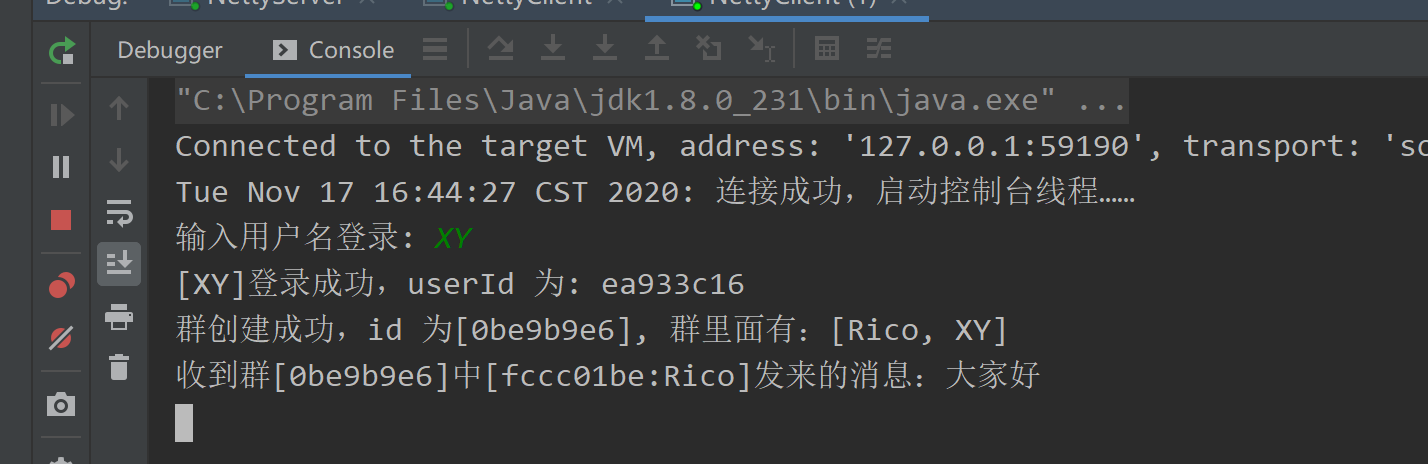 Debug: NettyServer NettyClient NettyClient (1)
Debugger Console
"C:\Program Files\Java\jdk1.8.0_231\bin\java.exe" ...
Connected to the target VM, address: '127.0.0.1:59190', transport: 'so
Tue Nov 17 16:44:27 CST 2020: 连接成功，启动控制台线程……
输入用户名登录: XY
[XY]登录成功，userId 为: ea933c16
群创建成功，id 为[0be9b9e6], 群里面有：[Rico, XY]
收到群[0be9b9e6]中[fccc01be:Rico]发来的消息：大家好